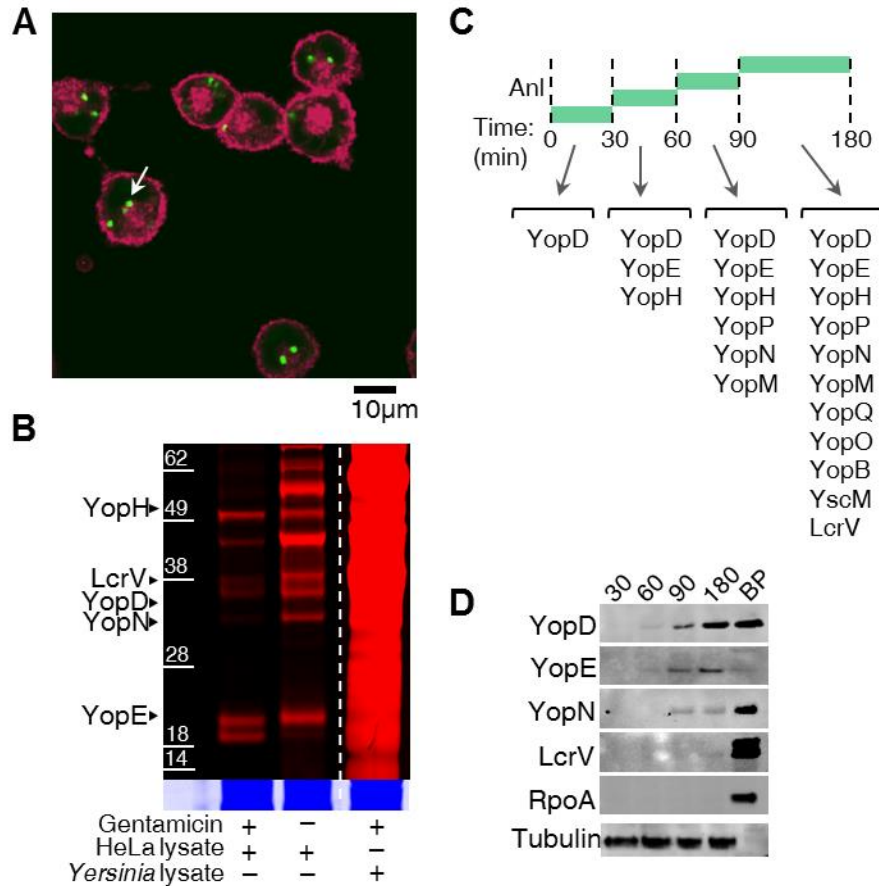 A
10µm
B
62
49
38
28
18
14
YopH
LcrV
YopD
YopN
YopE
Gentamicin + – +
HeLa lysate + + –
Yersinia lysate – – +
C
Anl
Time: 0 30 60 90 180
(min)
YopD YopD YopD YopD
YopE YopE YopE
YopH YopH YopH
YopP YopP
YopN YopN
YopM YopM
YopQ
YopO
YopB
YscM
LcrV
D
30 60 90 180 BP
YopD
YopE
YopN
LcrV
RpoA
Tubulin